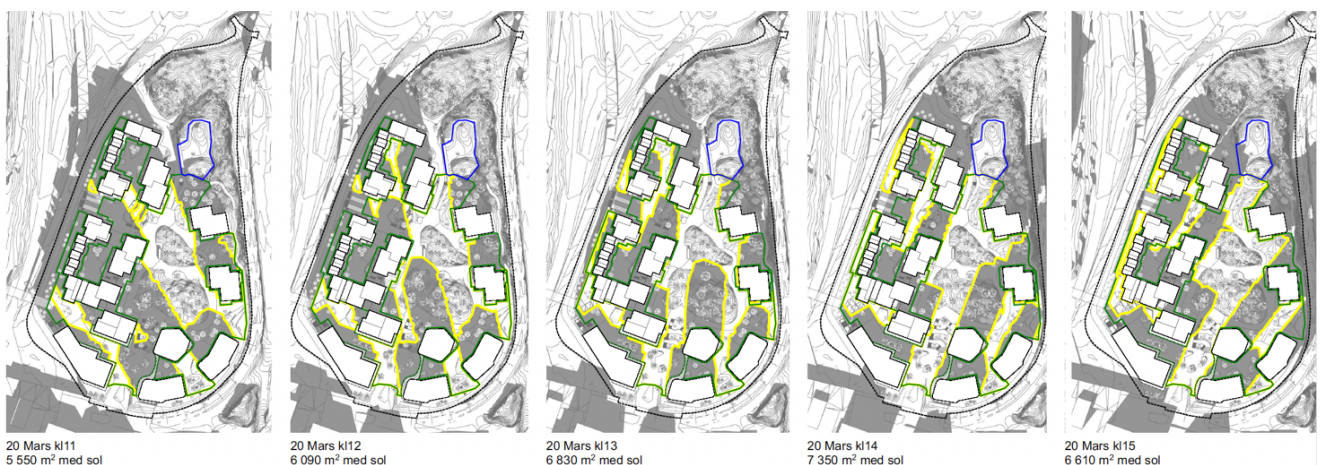 20 Mars kl11
5 550 m² med sol
20 Mars kl12
6 090 m² med sol
20 Mars kl13
6 830 m² med sol
20 Mars kl14
7 350 m² med sol
20 Mars kl15
6 610 m² med sol